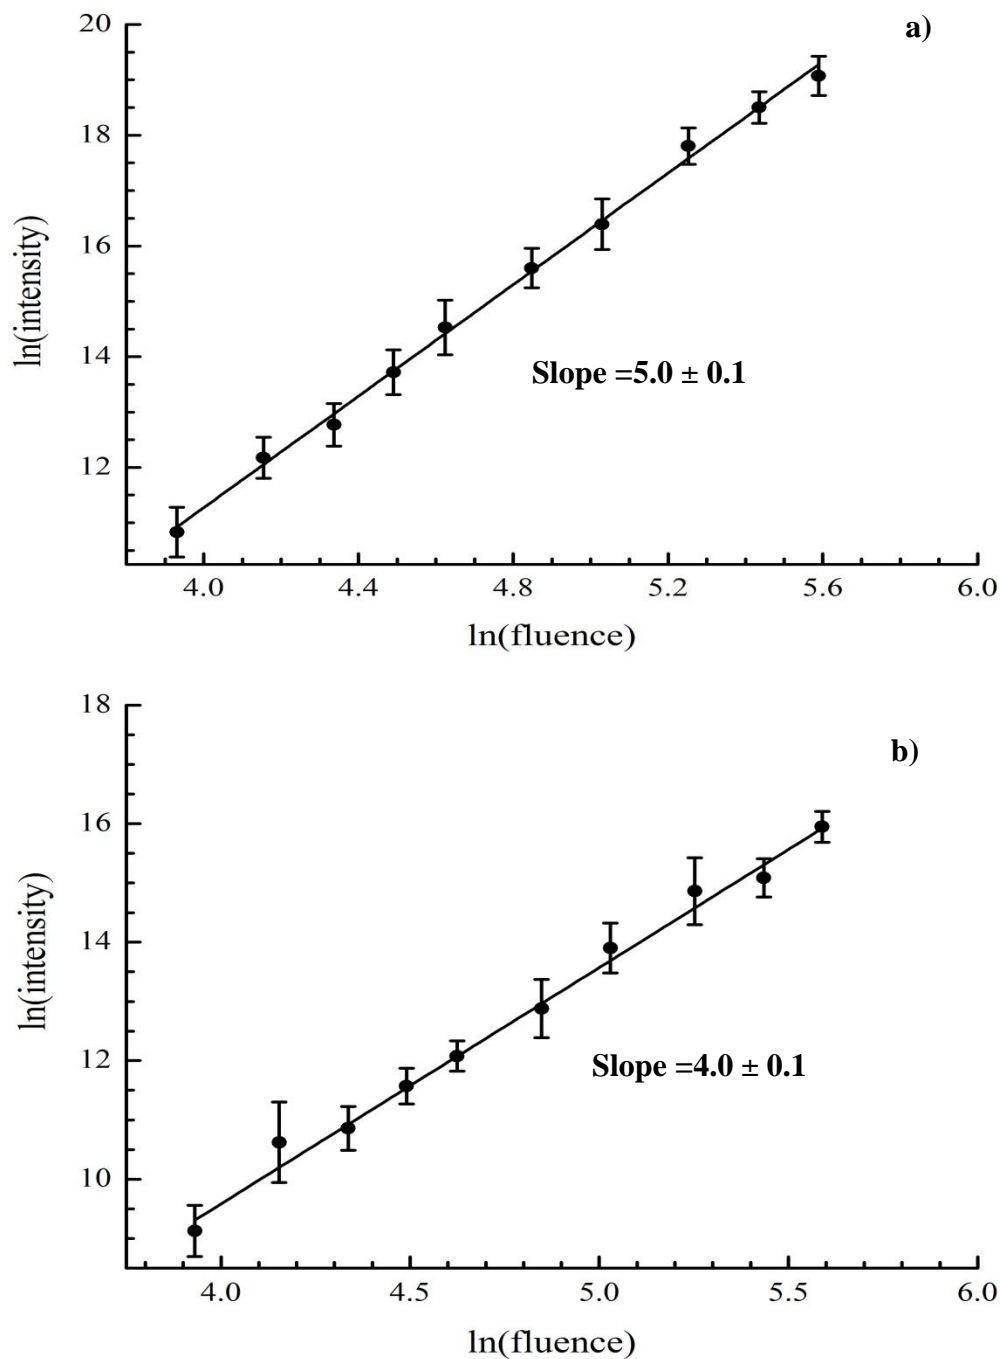 a)
20
18
16
14
12
ln(intensity)
Slope =5.0 ± 0.1
4.0 4.4 4.8 5.2 5.6 6.0
ln(fluence)
b)
18
16
14
12
10
ln(intensity)
Slope =4.0 ± 0.1
4.0 4.5 5.0 5.5 6.0
ln(fluence)